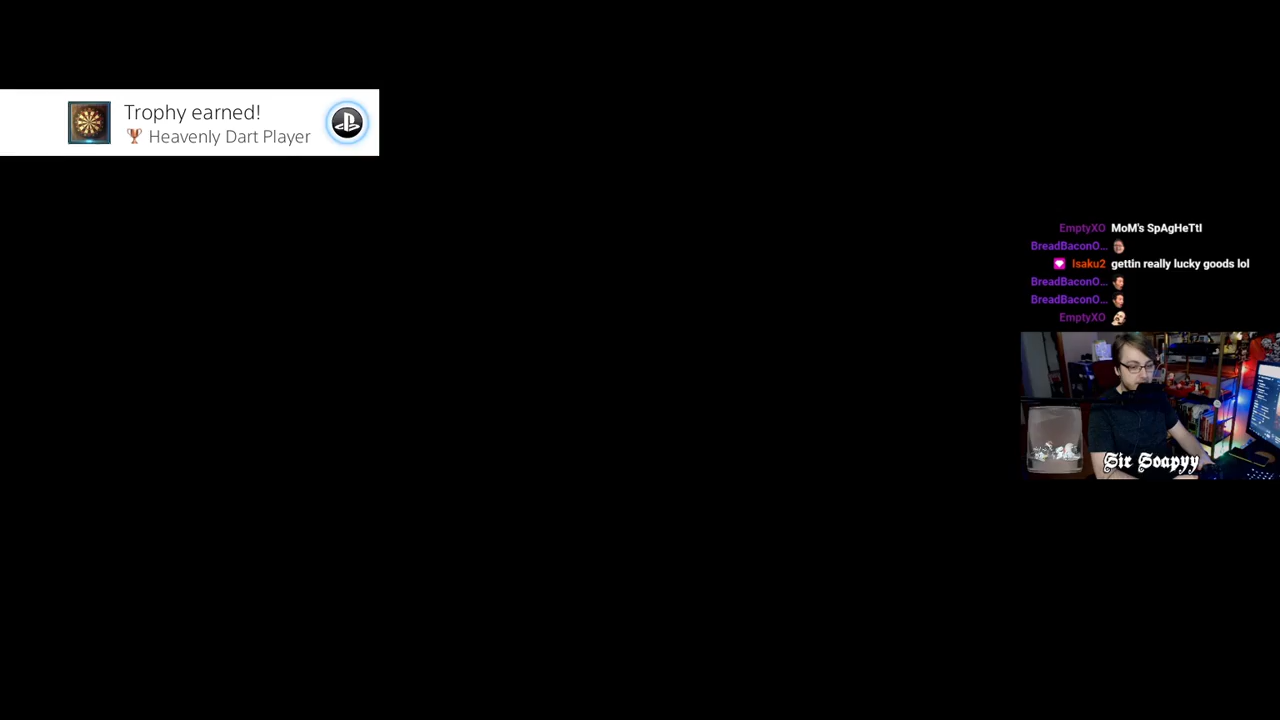 Trophy earned!
Heavenly Dart Player
EmptyXO MoM's SpAgHeTtI
BreadBaconO...
Isaku2 gettin really lucky goods lol
BreadBaconO...
BreadBaconO...
EmptyXO
Sir Soapyy